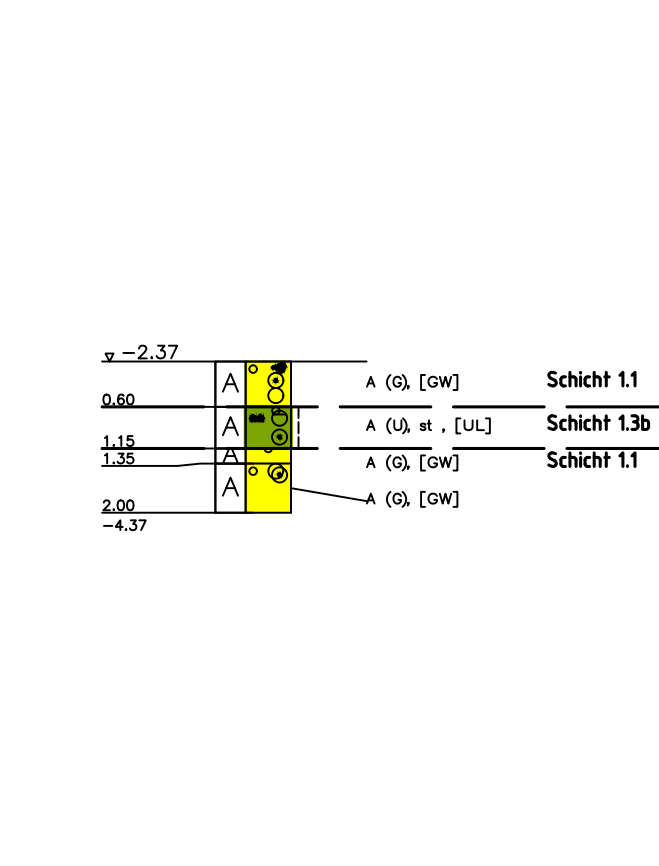 −2.37
A A (G), [GW] Schicht 1.1
0.60
A A (U), st , [UL] Schicht 1.3b
1.15
A A (G), [GW] Schicht 1.1
1.35
A A (G), [GW]
2.00
−4.37